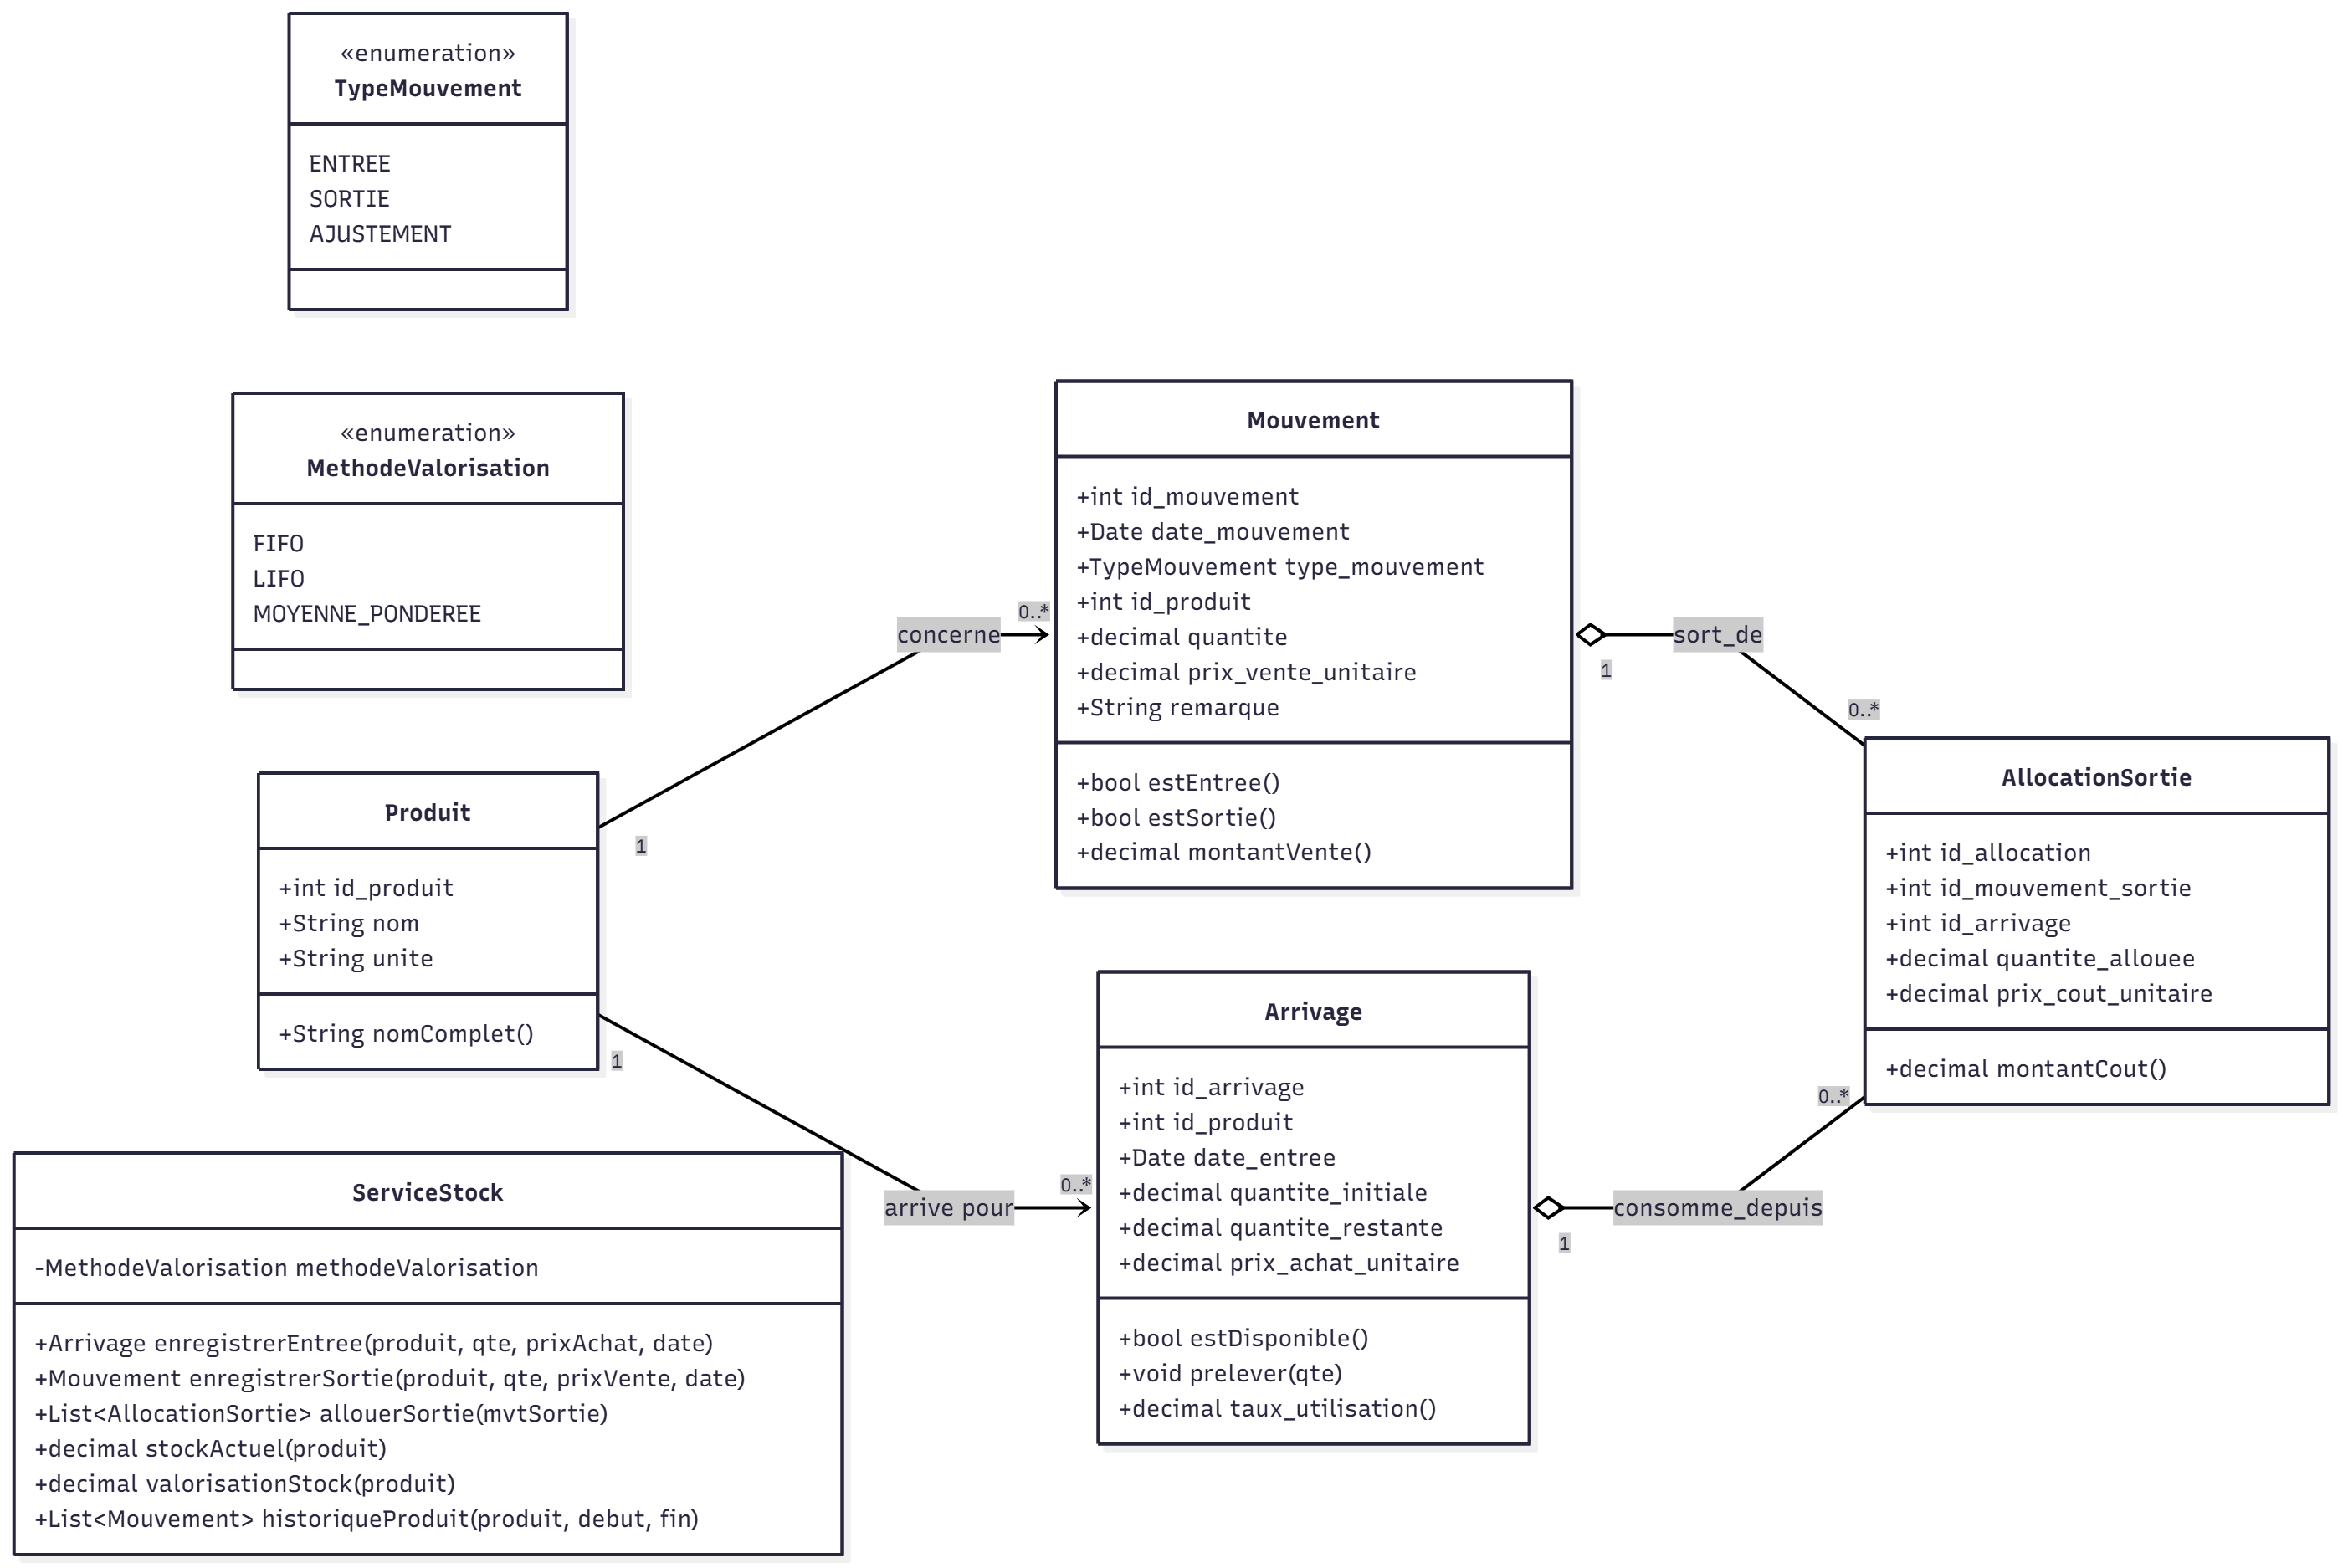 «enumeration»
TypeMouvement
ENTREE
SORTIE
AJUSTEMENT
«enumeration»
MethodeValorisation
FIFO
LIFO
MOYENNE_PONDEREE
Produit
+int id_produit
+String nom
+String unite
+String nomComplet()
1
1
concerne
0..*
arrive pour
0..*
ServiceStock
-MethodeValorisation methodeValorisation
+Arrivage enregistrerEntree(produit, qte, prixAchat, date)
+Mouvement enregistrerSortie(produit, qte, prixVente, date)
+List<AllocationSortie> allouerSortie(mvtSortie)
+decimal stockActuel(produit)
+decimal valorisationStock(produit)
+List<Mouvement> historiqueProduit(produit, debut, fin)
Mouvement
+int id_mouvement
+Date date_mouvement
+TypeMouvement type_mouvement
+int id_produit
+decimal quantite
+decimal prix_vente_unitaire
+String remarque
+bool estEntree()
+bool estSortie()
+decimal montantVente()
1
sort_de
0..*
Arrivage
+int id_arrivage
+int id_produit
+Date date_entree
+decimal quantite_initiale
+decimal quantite_restante
+decimal prix_achat_unitaire
+bool estDisponible()
+void prelever(qte)
+decimal taux_utilisation()
1
consomme_depuis
0..*
AllocationSortie
+int id_allocation
+int id_mouvement_sortie
+int id_arrivage
+decimal quantite_allouee
+decimal prix_cout_unitaire
+decimal montantCout()